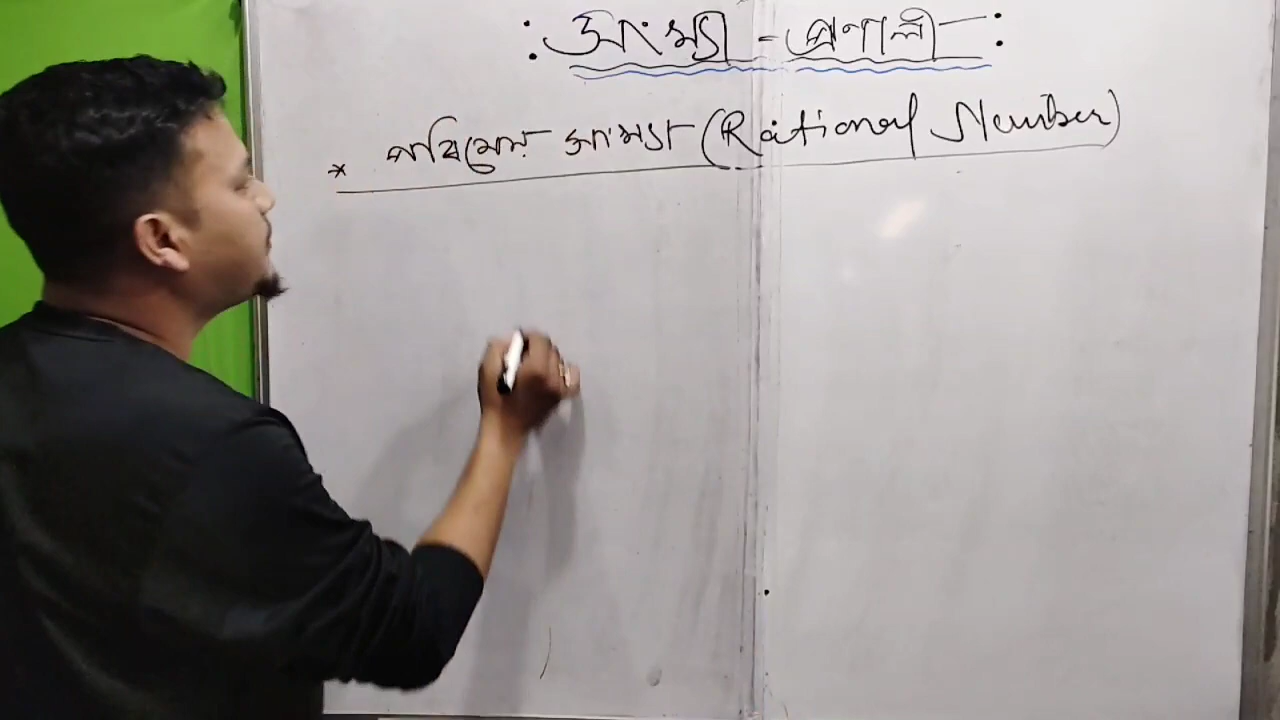 : সংখ্যা - প্ৰণালী :
* পৰিমেয় সংখ্যা (Rational Number)